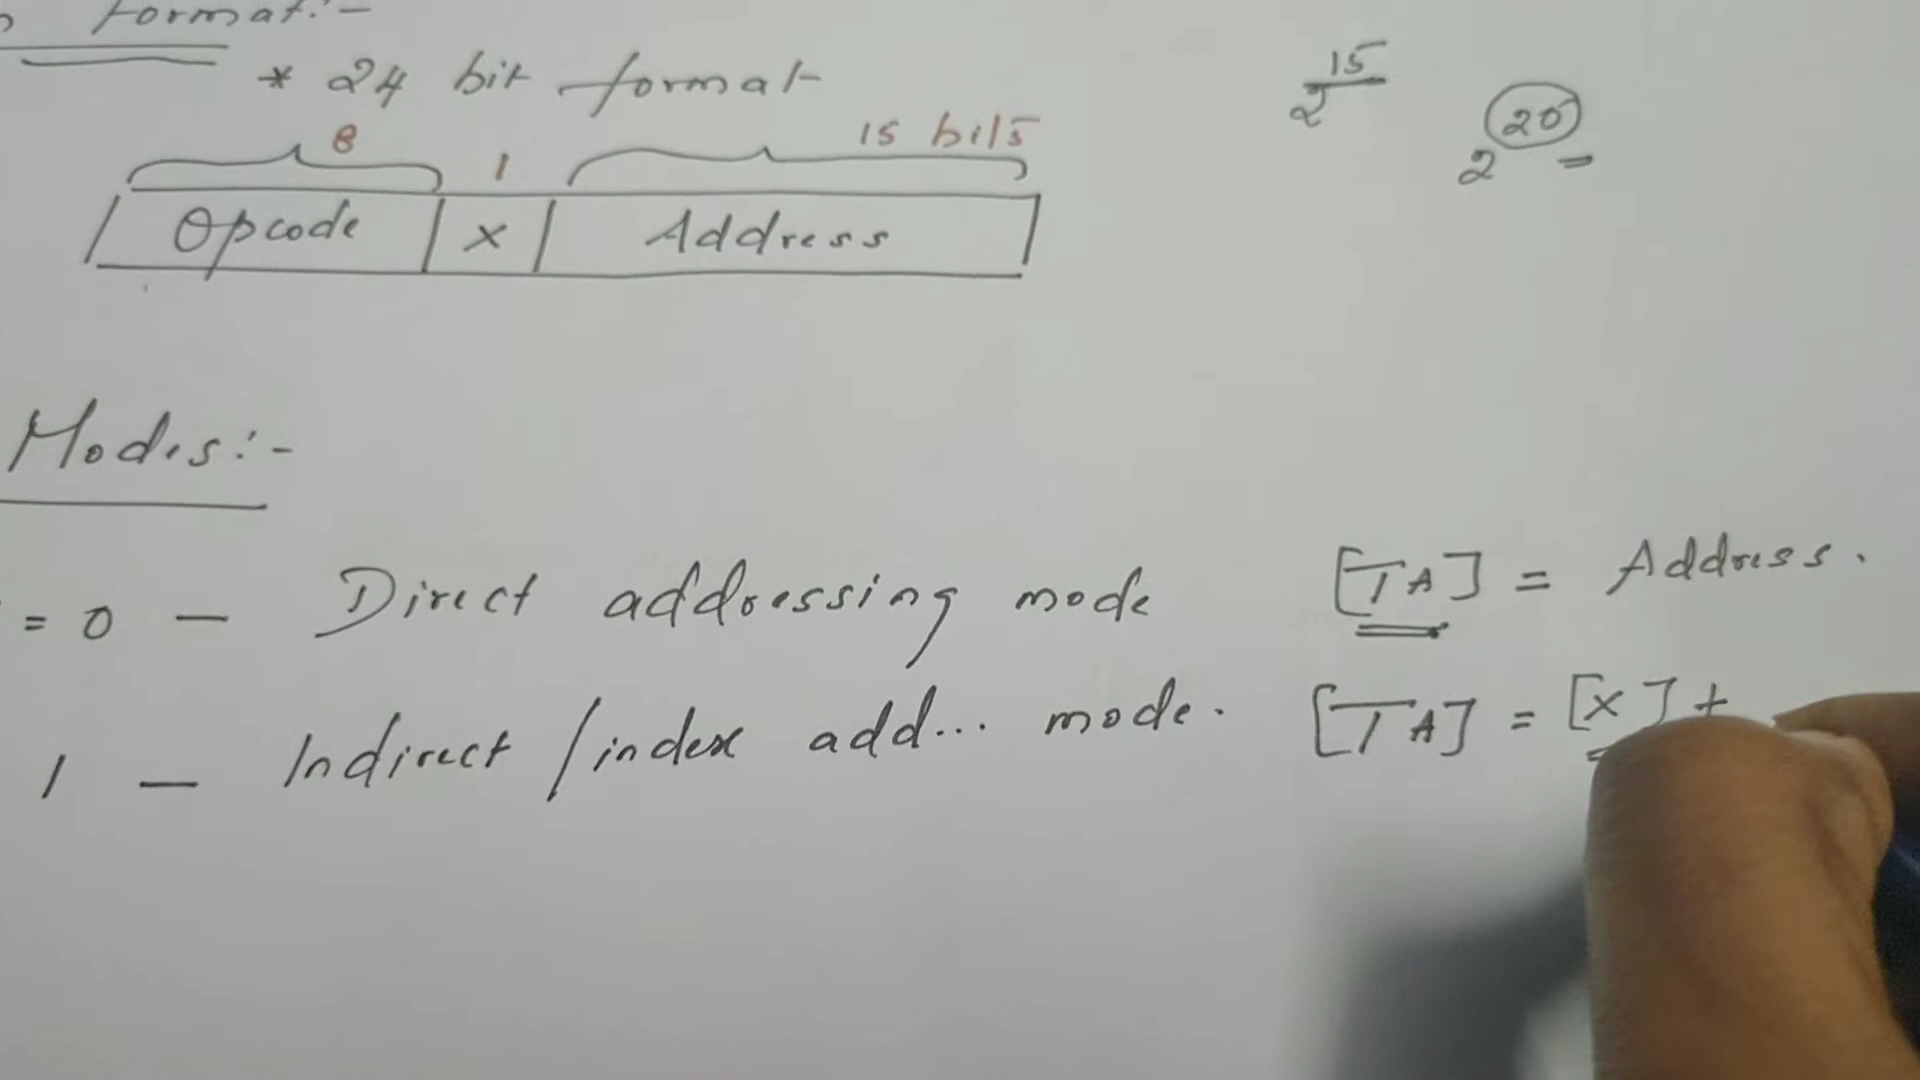 format:-
* 24 bit format
8 1 15 bits
Opcode x Address
2^15
2^20
Modes:-
= 0 - Direct addressing mode [TA] = Address.
1 - Indirect / index add... mode. [TA] = [x] +